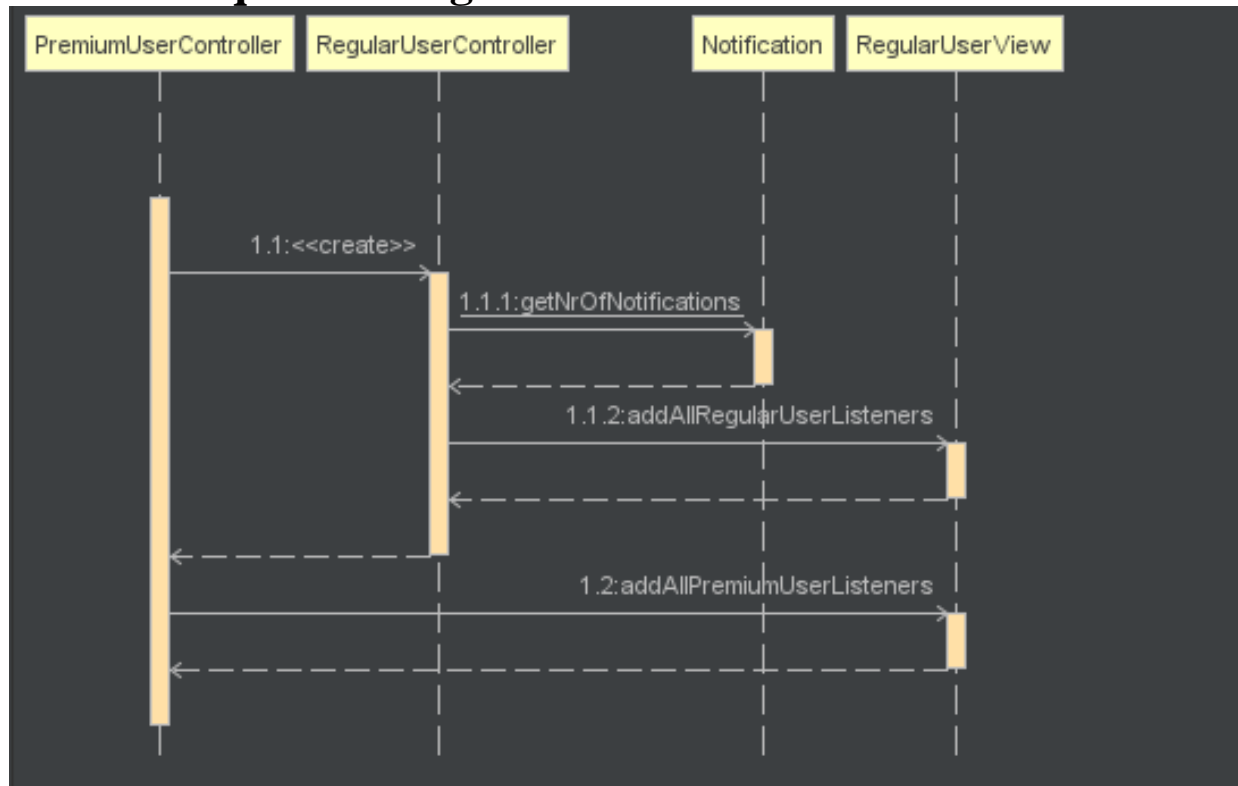 PremiumUserController
RegularUserController
Notification
RegularUserView
1.1:<<create>>
1.1.1:getNrOfNotifications
1.1.2:addAllRegularUserListeners
1.2:addAllPremiumUserListeners